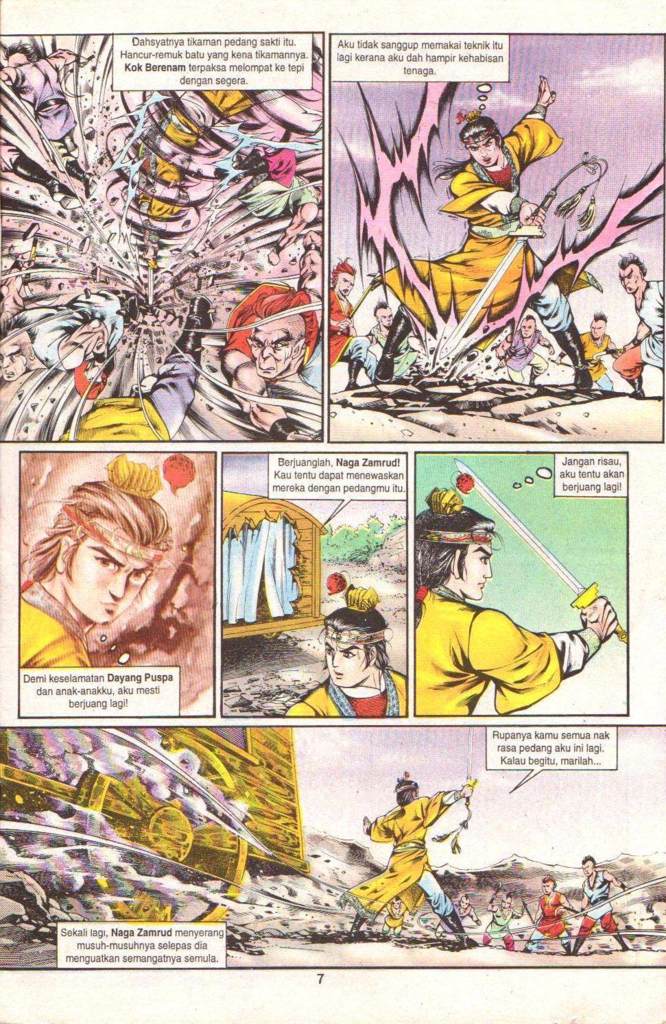 Dahsyatnya tikaman pedang sakti itu.
Hancur-remuk batu yang kena tikamannya.
Kok Berenam terpaksa melompat ke tepi
dengan segera.
Aku tidak sanggup memakai teknik itu
lagi kerana aku dah hampir kehabisan
tenaga.
Demi keselamatan Dayang Puspa
dan anak-anakku, aku mesti
berjuang lagi!
Berjuanglah, Naga Zamrud!
Kau tentu dapat menewaskan
mereka dengan pedangmu itu.
Jangan risau,
aku tentu akan
berjuang lagi!
Rupanya kamu semua nak
rasa pedang aku ini lagi.
Kalau begitu, marilah...
Sekali lagi, Naga Zamrud menyerang
musuh-musuhnya selepas dia
menguatkan semangatnya semula.
7